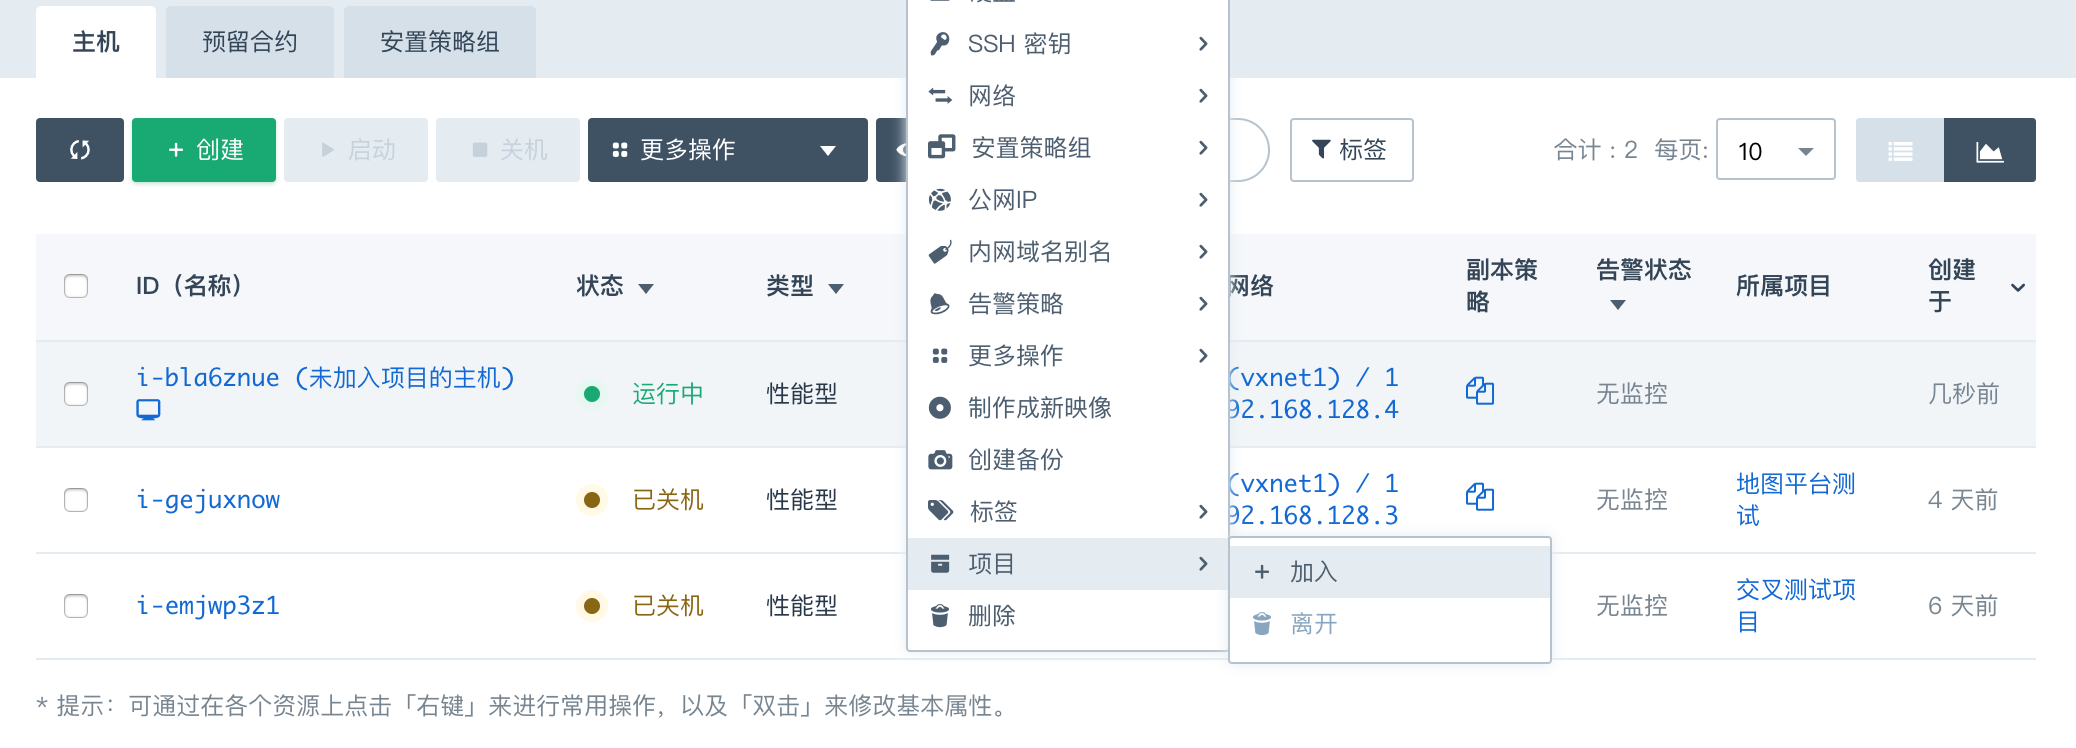 主机
预留合约
安置策略组
+ 创建
启动
关机
更多操作
标签
合计：2 每页:
10
ID（名称）
状态
类型
网络
副本策
略
告警状态
所属项目
创建
于
i-bla6znue (未加入项目的主机)
运行中
性能型
(vxnet1) / 1
92.168.128.4
无监控
几秒前
i-gejuxnow
已关机
性能型
(vxnet1) / 1
92.168.128.3
无监控
地图平台测
试
4 天前
i-emjwp3z1
已关机
性能型
无监控
交叉测试项
目
6 天前
SSH 密钥
网络
安置策略组
公网IP
内网域名别名
告警策略
更多操作
制作成新映像
创建备份
标签
项目
删除
+ 加入
离开
* 提示：可通过在各个资源上点击「右键」来进行常用操作，以及「双击」来修改基本属性。